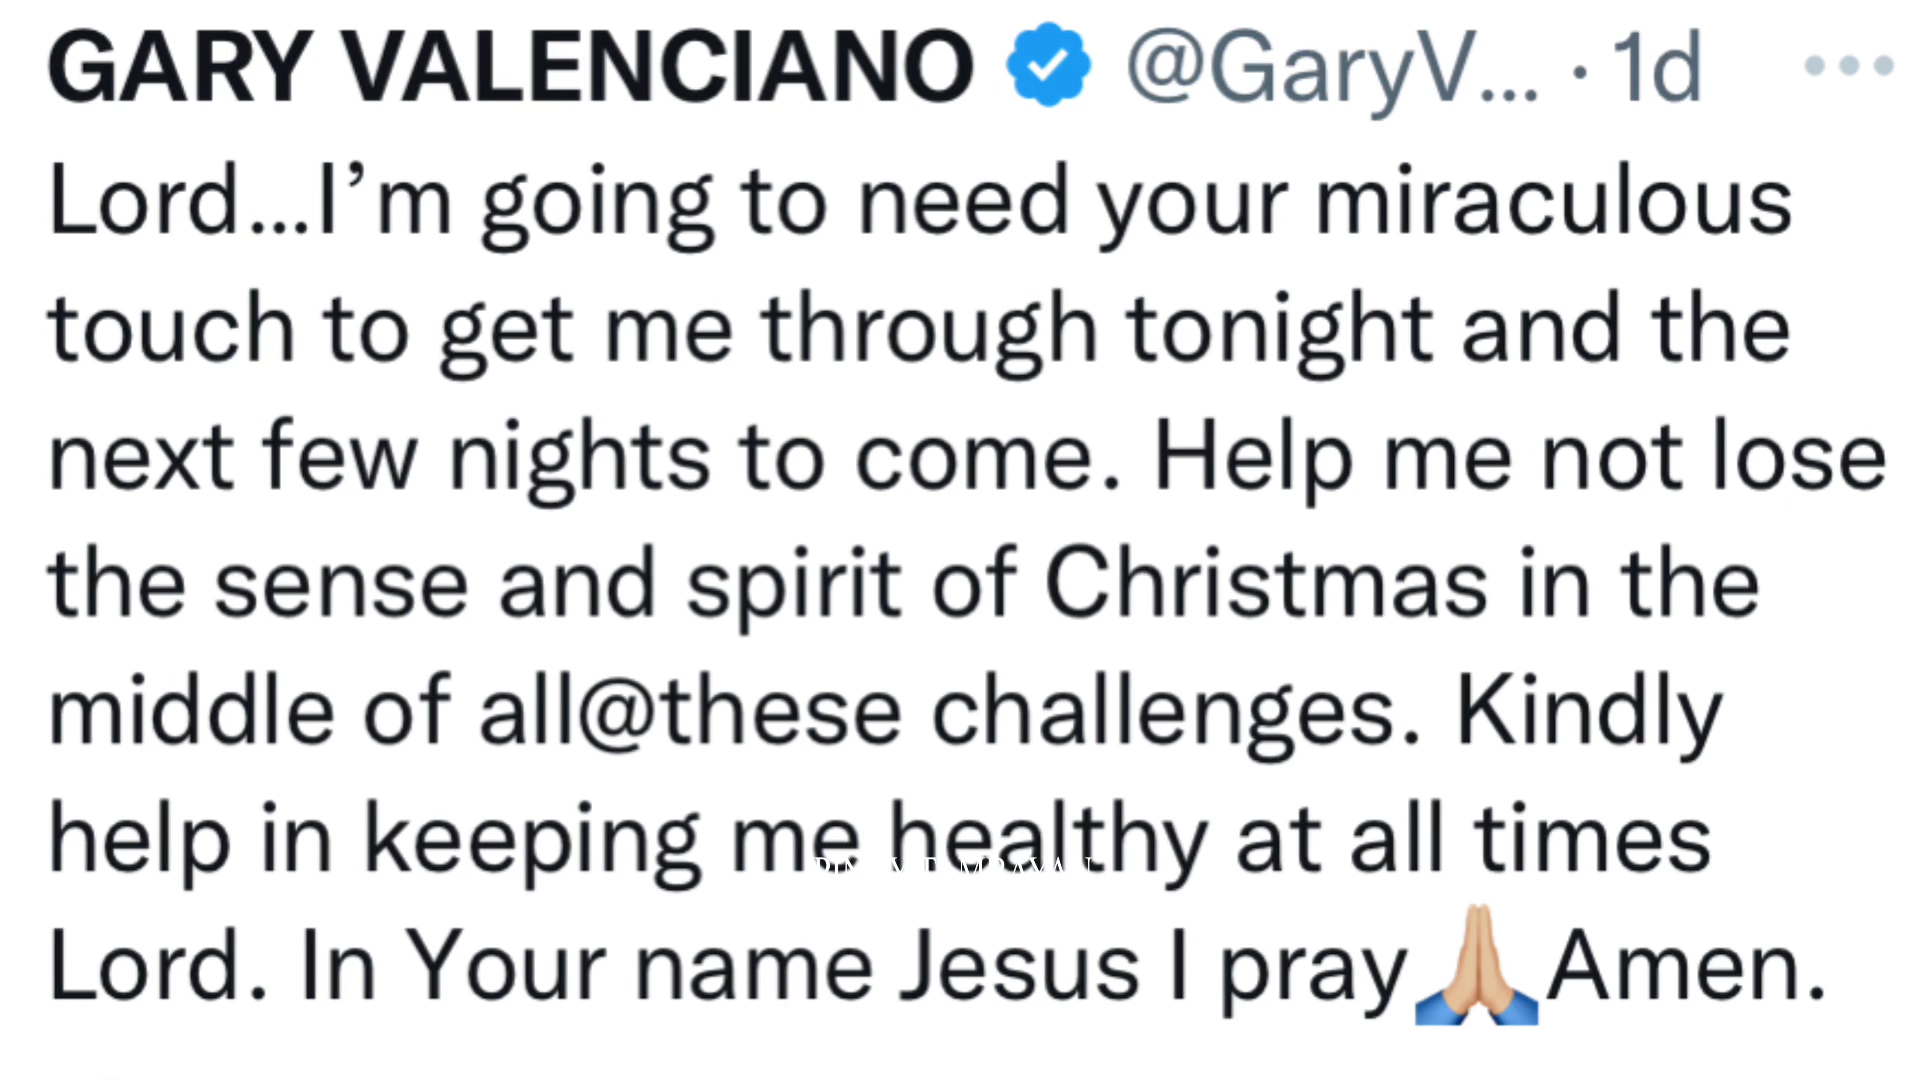 GARY VALENCIANO @GaryV... · 1d
Lord...I’m going to need your miraculous
touch to get me through tonight and the
next few nights to come. Help me not lose
the sense and spirit of Christmas in the
middle of all@these challenges. Kindly
help in keeping me healthy at all times
Lord. In Your name Jesus I pray🙏🏼Amen.